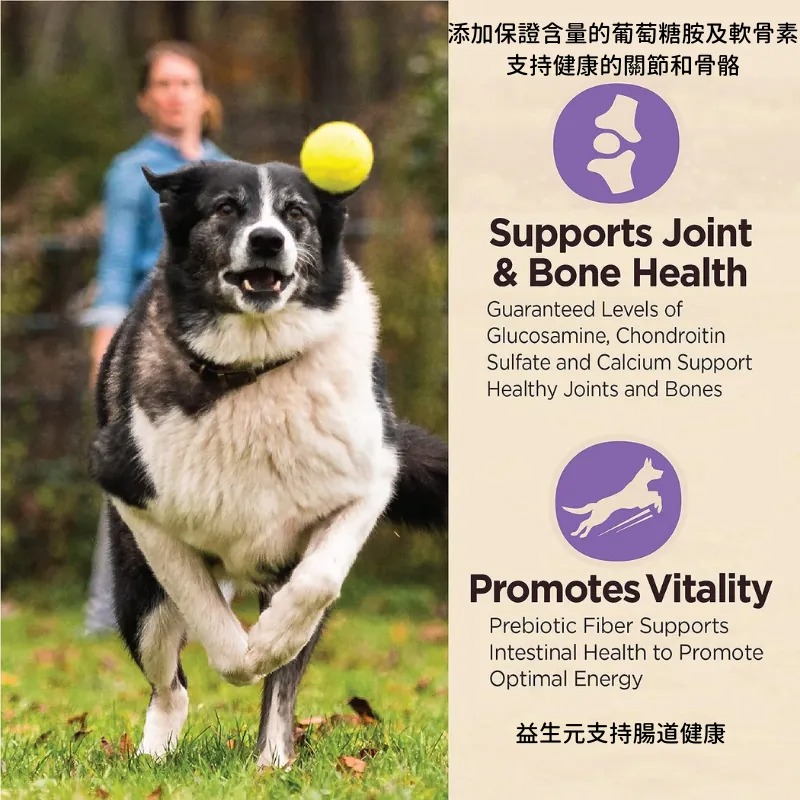 添加保證含量的葡萄糖胺及軟骨素
支持健康的關節和骨骼
Supports Joint
& Bone Health
Guaranteed Levels of
Glucosamine, Chondroitin
Sulfate and Calcium Support
Healthy Joints and Bones
Promotes Vitality
Prebiotic Fiber Supports
Intestinal Health to Promote
Optimal Energy
益生元支持腸道健康